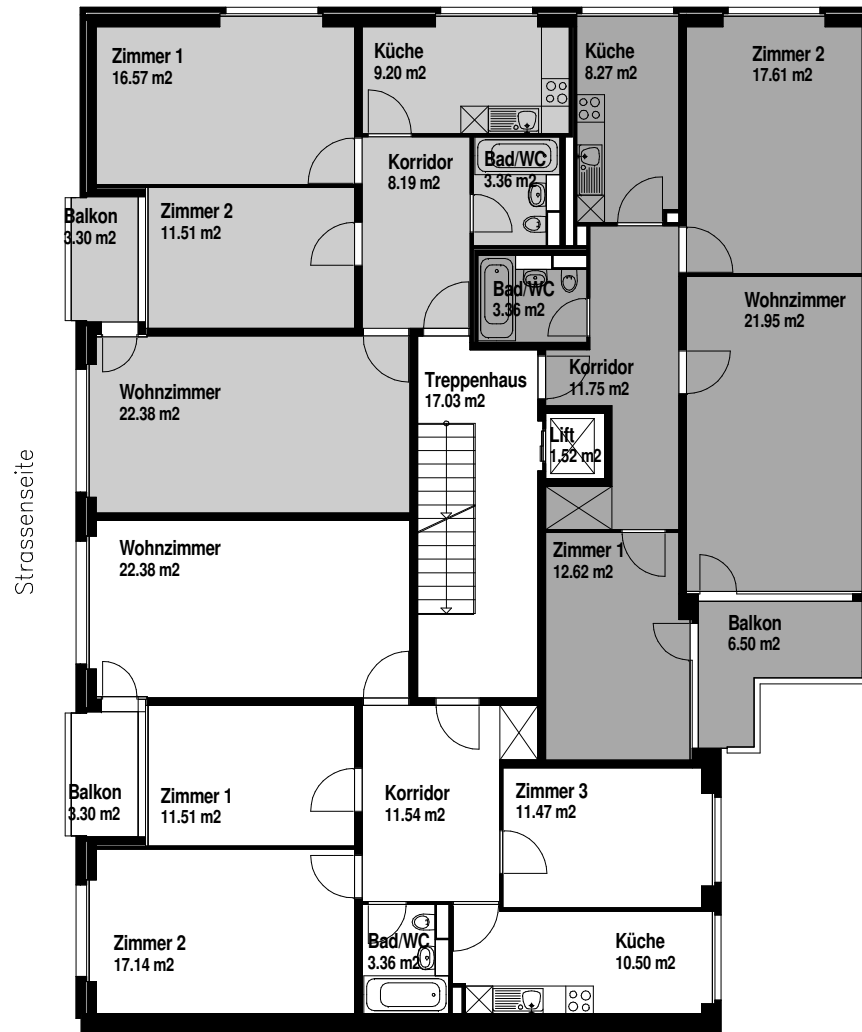 Zimmer 1
16.57 m2
Küche
9.20 m2
Küche
8.27 m2
Zimmer 2
17.61 m2
Korridor
8.19 m2
Bad/WC
3.36 m2
Balkon
3.30 m2
Zimmer 2
11.51 m2
Bad/WC
3.36 m2
Wohnzimmer
21.95 m2
Wohnzimmer
22.38 m2
Treppenhaus
17.03 m2
Korridor
11.75 m2
Lift
1.52 m2
Strassenseite
Wohnzimmer
22.38 m2
Zimmer 1
12.62 m2
Balkon
6.50 m2
Balkon
3.30 m2
Zimmer 1
11.51 m2
Korridor
11.54 m2
Zimmer 3
11.47 m2
Zimmer 2
17.14 m2
Bad/WC
3.36 m2
Küche
10.50 m2